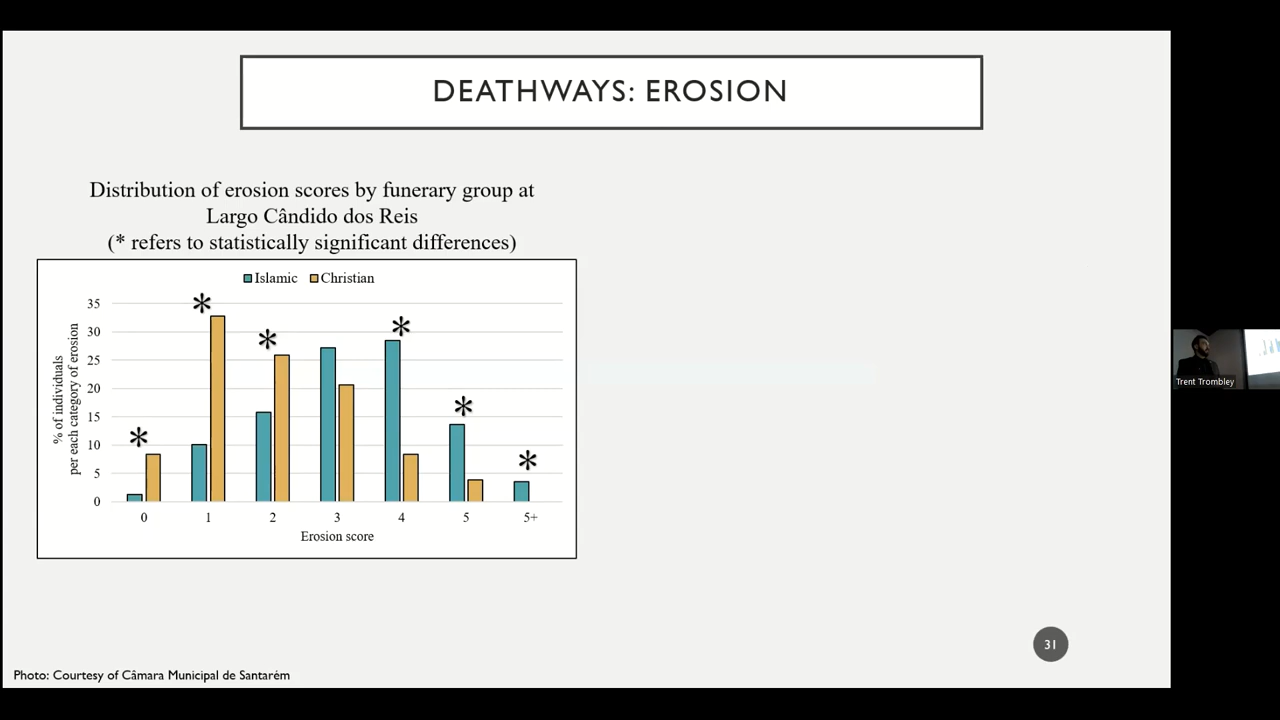 DEATHWAYS: EROSION
Distribution of erosion scores by funerary group at
Largo Cândido dos Reis
(* refers to statistically significant differences)
Islamic Christian
% of individuals
per each category of erosion
35
30
25
20
15
10
5
0
* * * * * *
0 1 2 3 4 5 5+
Erosion score
Trent Trombley
31
Photo: Courtesy of Câmara Municipal de Santarém